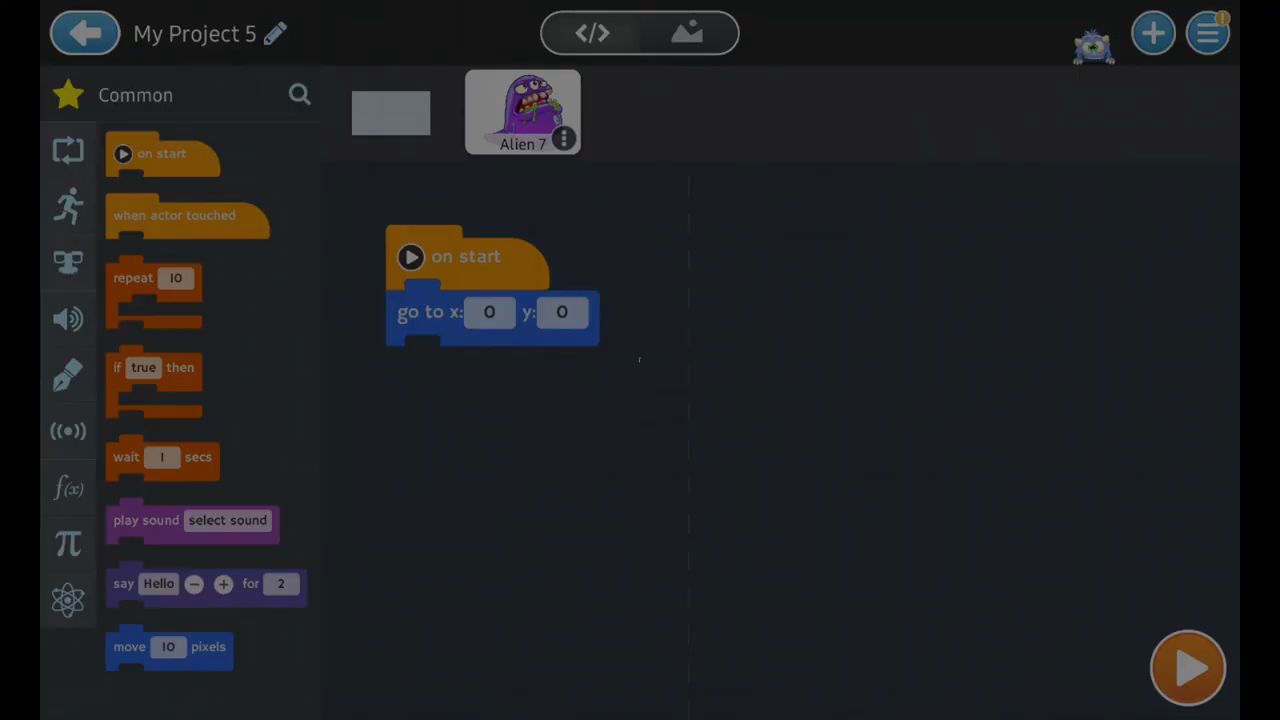 My Project 5
</>
Common
Alien 7
on start
when actor touched
repeat 10
if true then
wait 1 secs
play sound select sound
say Hello − + for 2
move 10 pixels
f(x)
π
on start
go to x: 0 y: 0